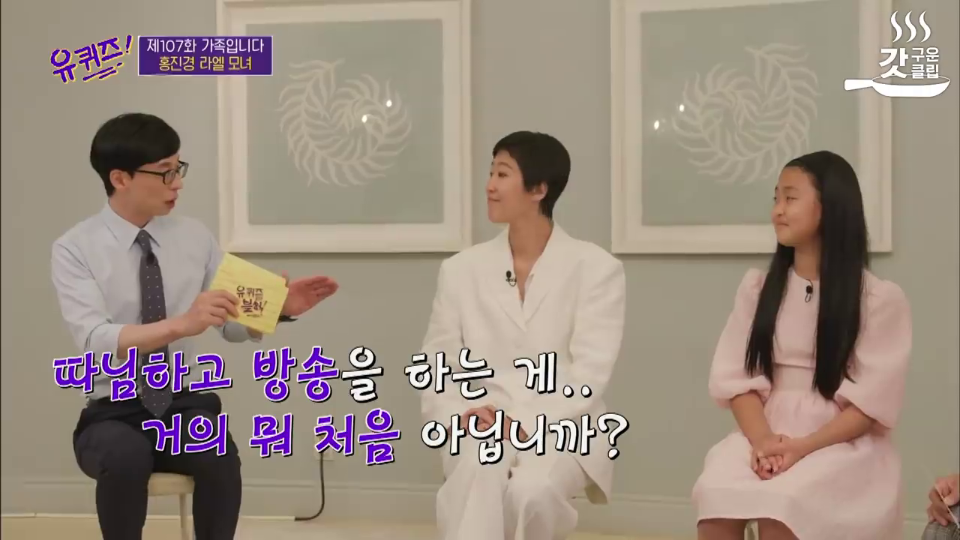 유퀴즈!
제107화 가족입니다
홍진경 라엘 모녀
갓
구운
클립
유퀴즈
따님하고 방송을 하는 게..
거의 뭐 처음 아닙니까?